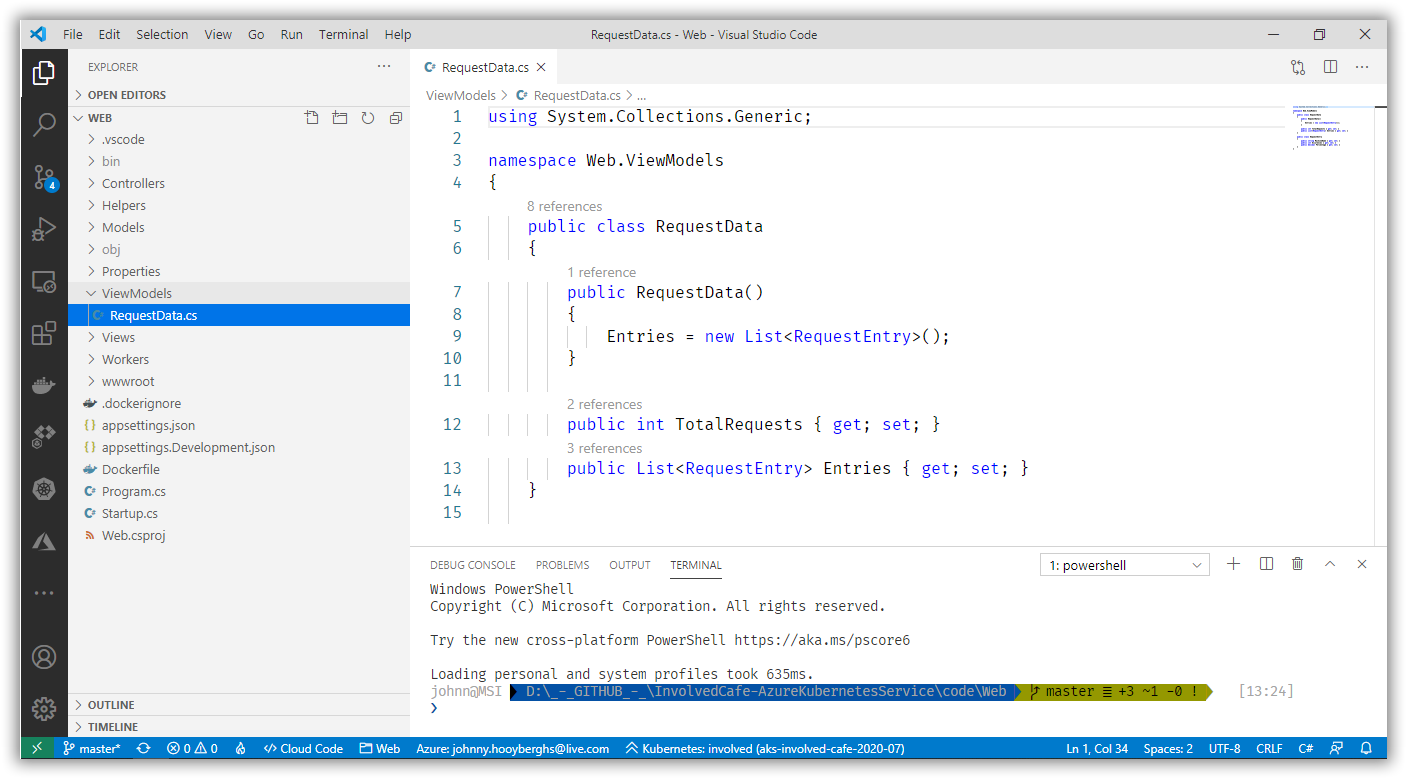 File Edit Selection View Go Run Terminal Help RequestData.cs - Web - Visual Studio Code
EXPLORER
OPEN EDITORS
WEB
.vscode
bin
Controllers
Helpers
Models
obj
Properties
ViewModels
C# RequestData.cs
Views
Workers
wwwroot
.dockerignore
{} appsettings.json
{} appsettings.Development.json
Dockerfile
C# Program.cs
C# Startup.cs
Web.csproj
OUTLINE
TIMELINE
4
C# RequestData.cs
ViewModels > C# RequestData.cs > ...
1 using System.Collections.Generic;
2
3 namespace Web.ViewModels
4 {
8 references
5 public class RequestData
6 {
1 reference
7 public RequestData()
8 {
9 Entries = new List<RequestEntry>();
10 }
11
2 references
12 public int TotalRequests { get; set; }
3 references
13 public List<RequestEntry> Entries { get; set; }
14 }
15
DEBUG CONSOLE PROBLEMS OUTPUT TERMINAL 1: powershell
Windows PowerShell
Copyright (C) Microsoft Corporation. All rights reserved.
Try the new cross-platform PowerShell https://aka.ms/pscore6
Loading personal and system profiles took 635ms.
johnn@MSI D:\_-_GITHUB_-_\InvolvedCafe-AzureKubernetesService\code\Web master ≡ +3 ~1 -0 ! [13:24]
❯
master* 0 0 Cloud Code Web Azure: johnny.hooyberghs@live.com Kubernetes: involved (aks-involved-cafe-2020-07) Ln 1, Col 34 Spaces: 2 UTF-8 CRLF C#